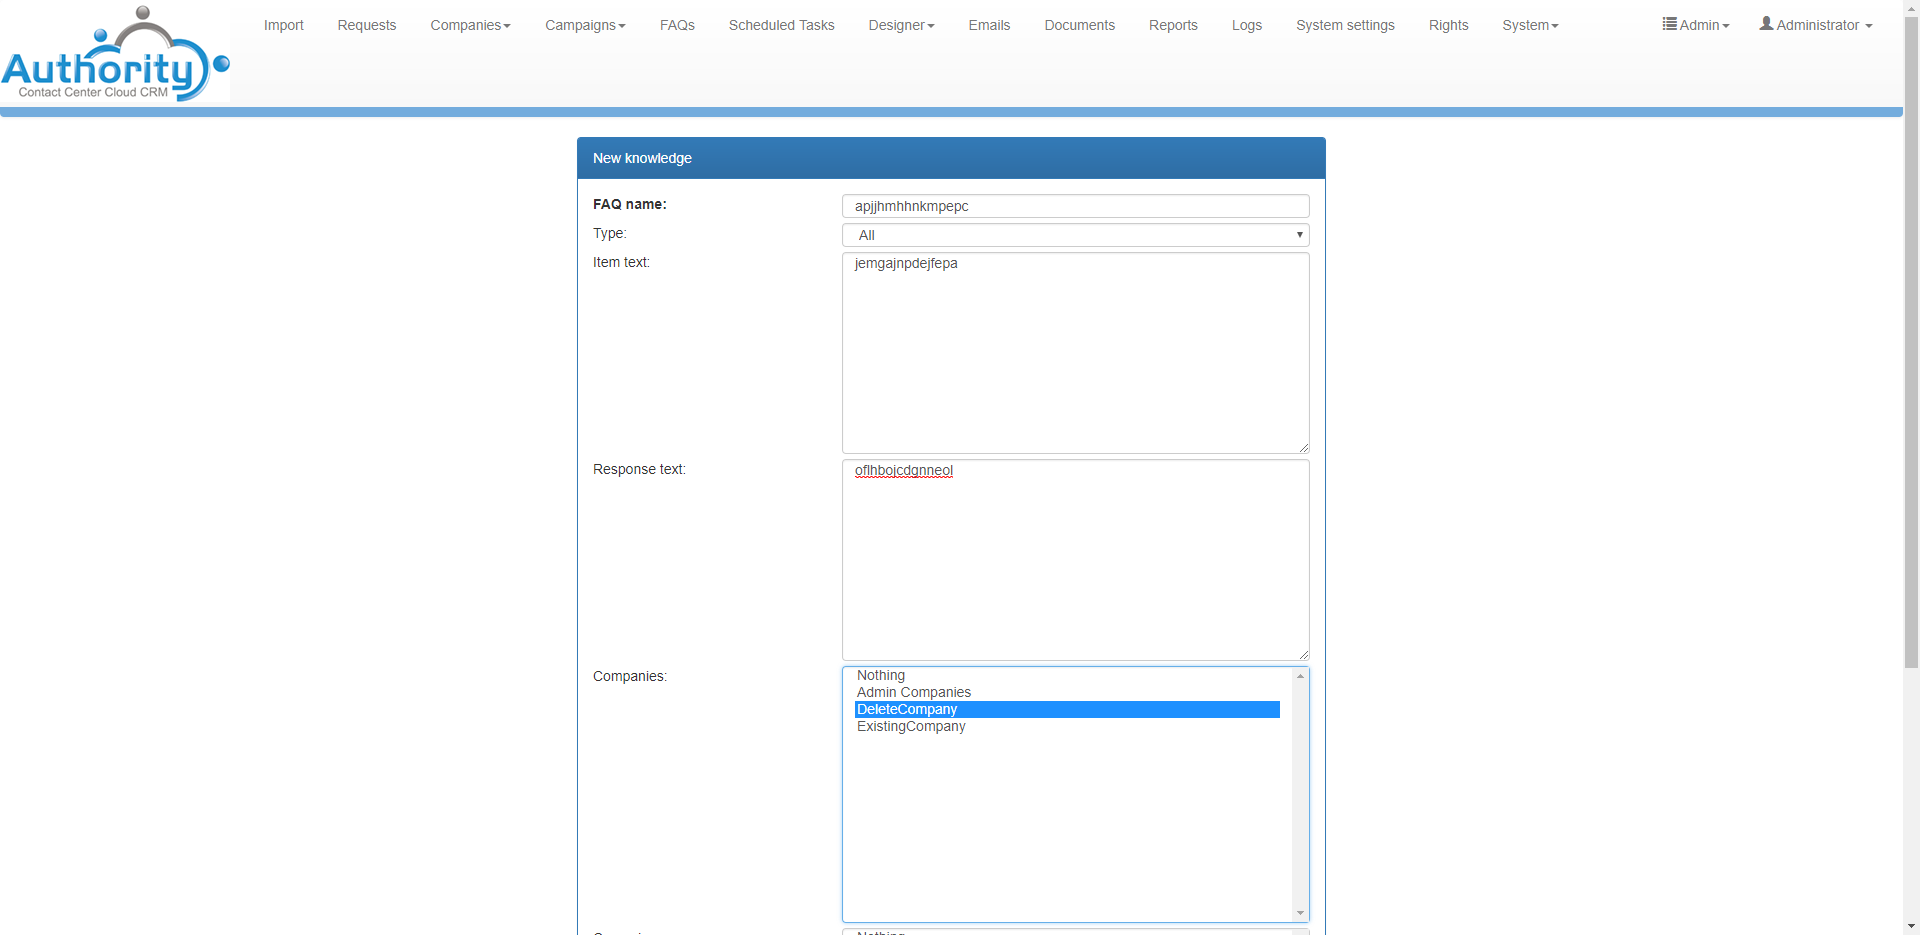 Authority
Contact Center Cloud CRM
Import Requests Companies Campaigns FAQs Scheduled Tasks Designer Emails Documents Reports Logs System settings Rights System Admin Administrator
New knowledge
FAQ name: apjjhmhhnkmpepc
Type: All
Item text: jemgajnpdejfepa
Response text: oflhbojcdgnneol
Companies: Nothing
Admin Companies
DeleteCompany
ExistingCompany
Nothing